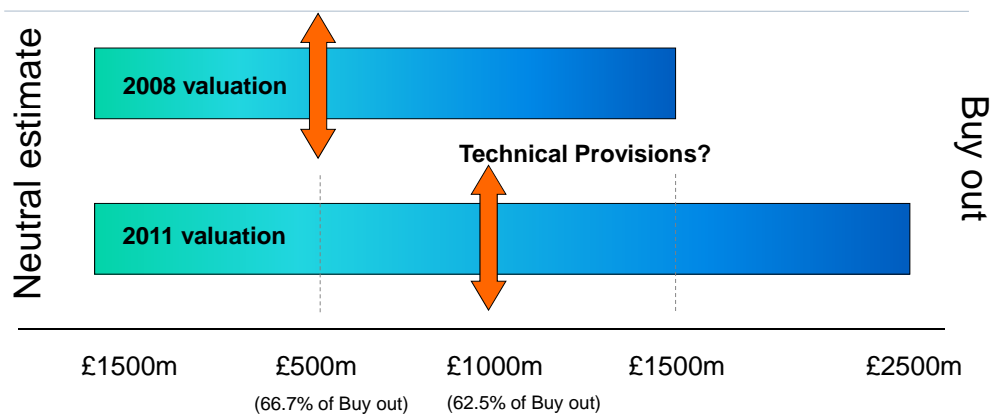 Neutral estimate
2008 valuation
Technical Provisions?
2011 valuation
Buy out
£1500m £500m £1000m £1500m £2500m
(66.7% of Buy out) (62.5% of Buy out)